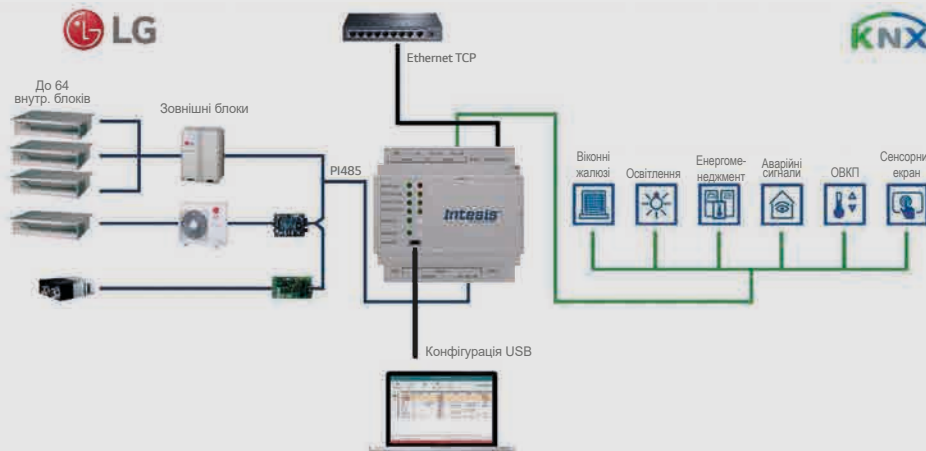 LG
Ethernet TCP
KNX
До 64
внутр. блоків
Зовнішні блоки
PI485
Intesis
Віконні
жалюзі
Освітлення
Енергоме-
неджмент
Аварійні
сигнали
ОВКП
Сенсорни
екран
Конфігурація USB